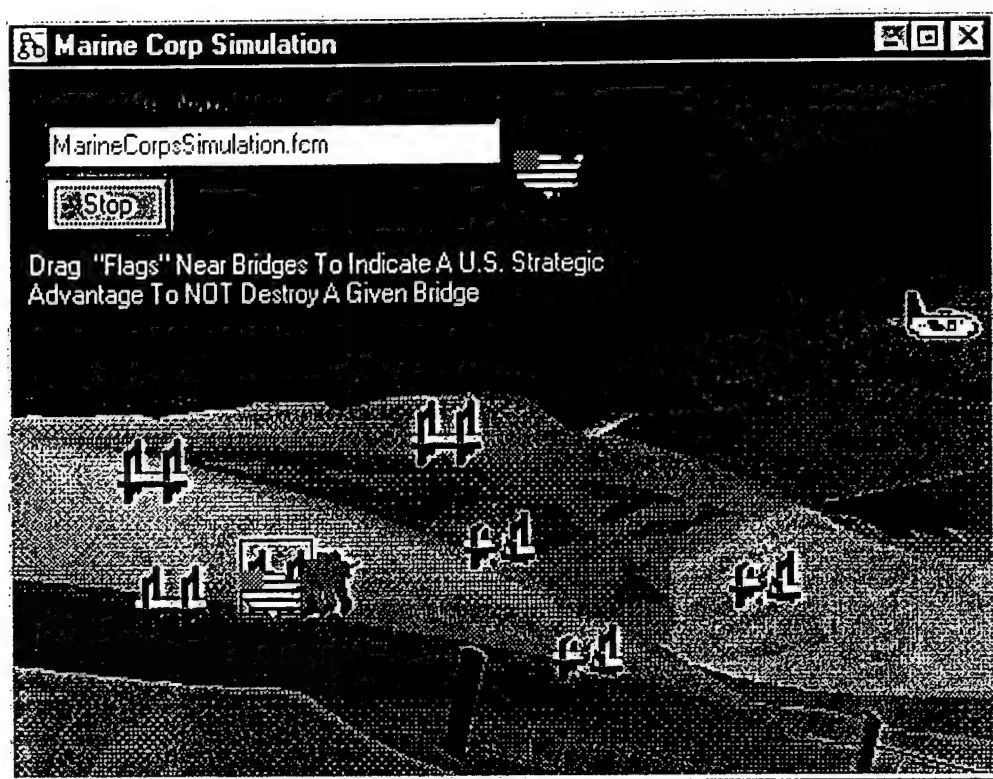 Marine Corp Simulation
MarineCorpsSimulation.fcm
Stop
Drag "Flags" Near Bridges To Indicate A U.S. Strategic
Advantage To NOT Destroy A Given Bridge